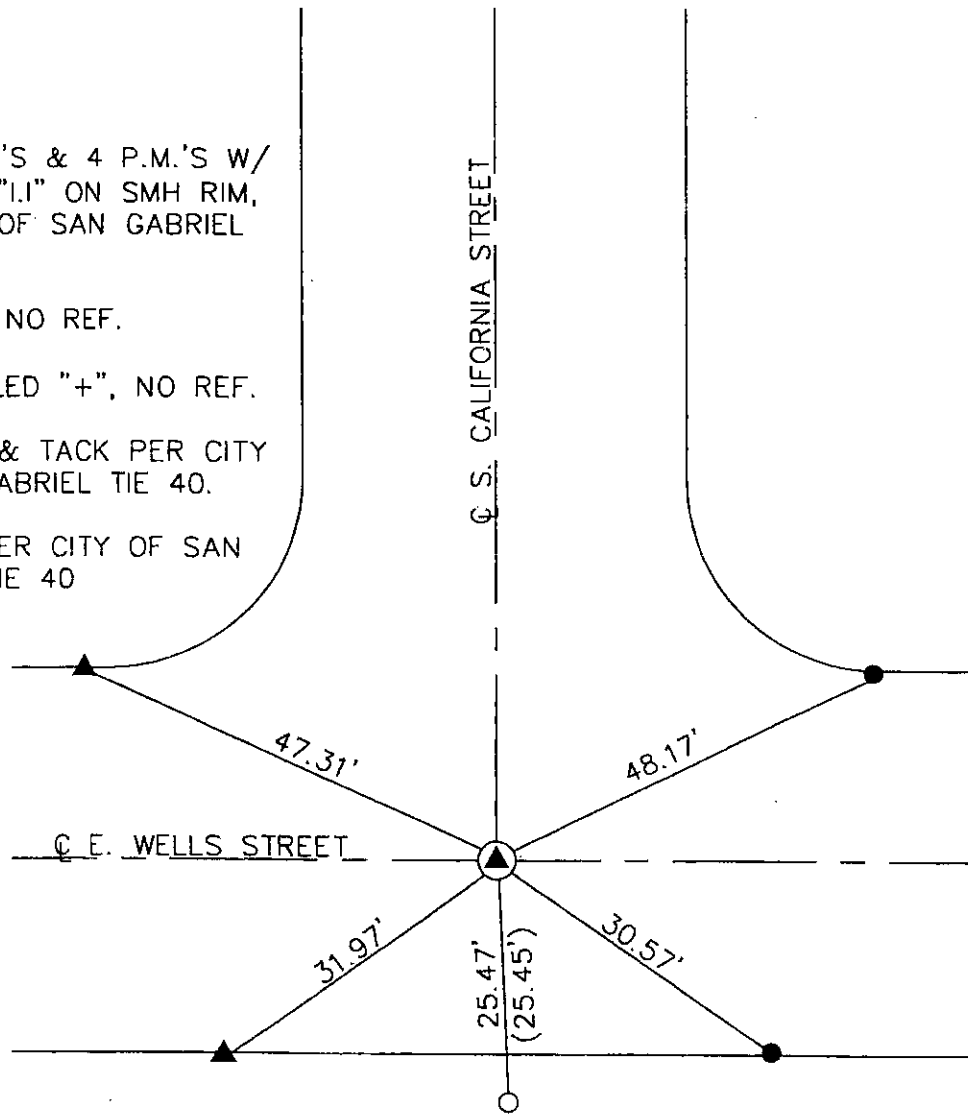 'S & 4 P.M.'S W/
"I.I" ON SMH RIM,
OF SAN GABRIEL
NO REF.
LED "+", NO REF.
& TACK PER CITY
ABRIEL TIE 40.
ER CITY OF SAN
IE 40
℄ S. CALIFORNIA STREET
47.31'
48.17'
℄ E. WELLS STREET
31.97'
25.47'
(25.45')
30.57'